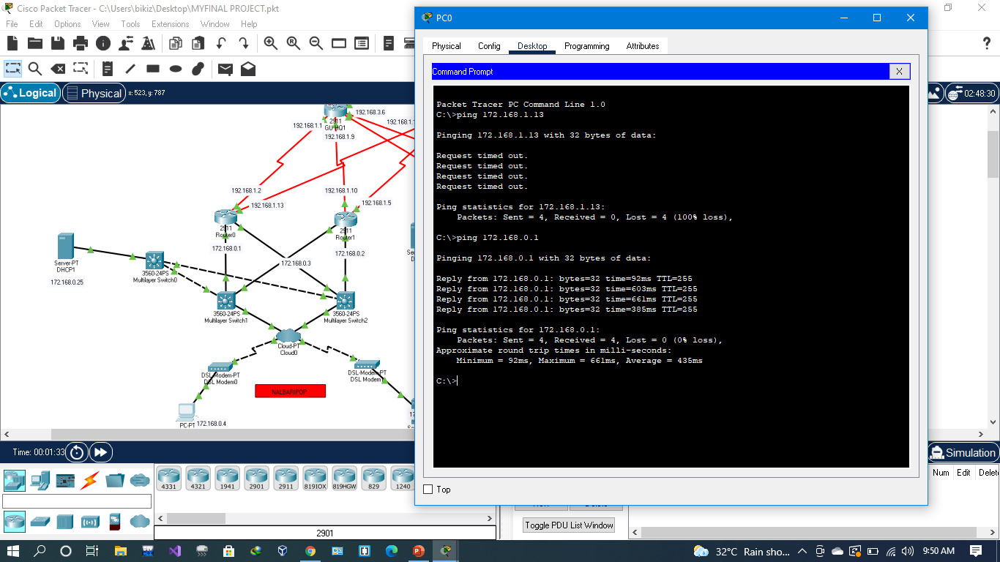 Cisco Packet Tracer - C:\Users\bikiz\Desktop\MYFINAL PROJECT.pkt
File Edit Options View Tools Extensions Window Help
?
Logical
Physical
x: 523, y: 787
02:48:30
192.168.3.6
192.168.1.1
2911
192.168.1.9
192.168.1.2
192.168.1.10
192.168.1.13
192.168.1.5
2911
Router0
2911
Router1
172.168.0.1
172.168.0.3
172.168.0.2
Server-PT
DHCP1
172.168.0.25
3560-24PS
Multilayer Switch0
3560-24PS
Multilayer Switch1
3560-24PS
Multilayer Switch2
Cloud-PT
Cloud0
DSL-Modem-PT
DSL Modem0
DSL-Modem-PT
DSL Modem
NALBARIPOP
PC-PT
172.168.0.4
PC0
Physical Config Desktop Programming Attributes
Command Prompt
X
Packet Tracer PC Command Line 1.0
C:\>ping 172.168.1.13
Pinging 172.168.1.13 with 32 bytes of data:
Request timed out.
Request timed out.
Request timed out.
Request timed out.
Ping statistics for 172.168.1.13:
Packets: Sent = 4, Received = 0, Lost = 4 (100% loss),
C:\>ping 172.168.0.1
Pinging 172.168.0.1 with 32 bytes of data:
Reply from 172.168.0.1: bytes=32 time=92ms TTL=255
Reply from 172.168.0.1: bytes=32 time=603ms TTL=255
Reply from 172.168.0.1: bytes=32 time=661ms TTL=255
Reply from 172.168.0.1: bytes=32 time=385ms TTL=255
Ping statistics for 172.168.0.1:
Packets: Sent = 4, Received = 4, Lost = 0 (0% loss),
Approximate round trip times in milli-seconds:
Minimum = 92ms, Maximum = 661ms, Average = 435ms
C:\>
Top
Time: 00:01:33
Simulation
4331 4321 1941 2901 2911 819IOX 819HGW 829 1240
2901
Num Edit
Toggle PDU List Window
32°C Rain sho... 9:50 AM